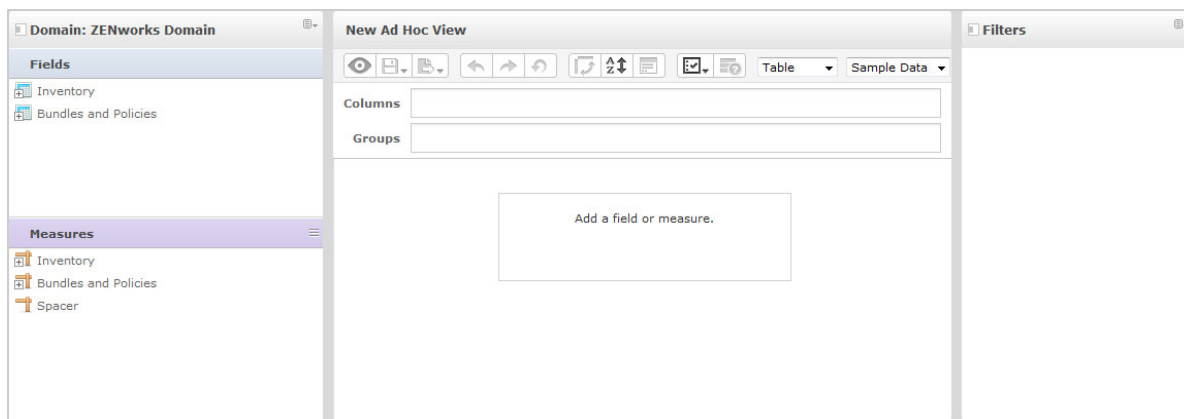 Domain: ZENworks Domain
Fields
Inventory
Bundles and Policies
Measures
Inventory
Bundles and Policies
Spacer
New Ad Hoc View
A
Z
Table
Sample Data
Columns
Groups
Add a field or measure.
Filters